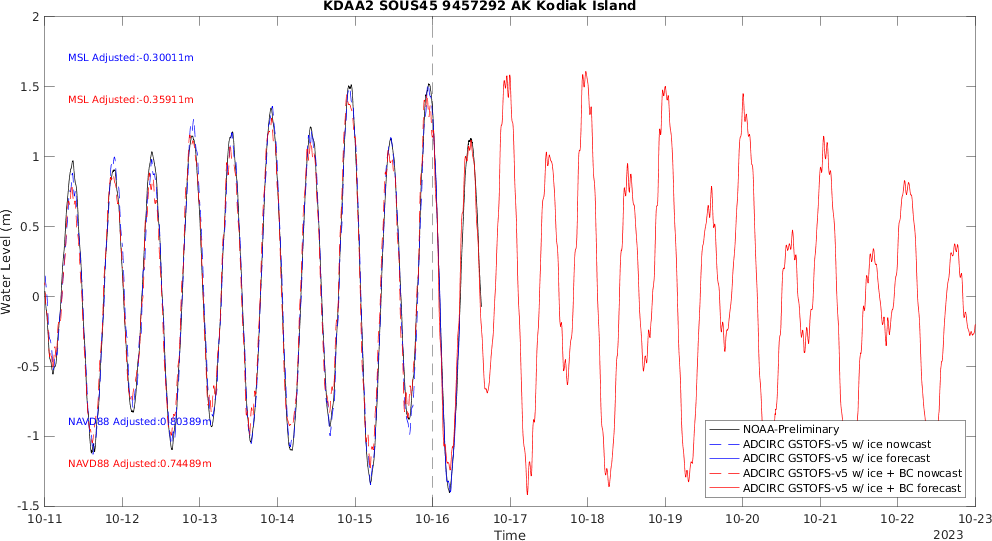 KDAA2 SOUS45 9457292 AK Kodiak Island
2
1.5
1
0.5
0
-0.5
-1
-1.5
Water Level (m)
MSL Adjusted:-0.30011m
MSL Adjusted:-0.35911m
NAVD88 Adjusted:0.80389m
NAVD88 Adjusted:0.74489m
NOAA-Preliminary
ADCIRC GSTOFS-v5 w/ ice nowcast
ADCIRC GSTOFS-v5 w/ ice forecast
ADCIRC GSTOFS-v5 w/ ice + BC nowcast
ADCIRC GSTOFS-v5 w/ ice + BC forecast
10-11 10-12 10-13 10-14 10-15 10-16 10-17 10-18 10-19 10-20 10-21 10-22 10-23
Time
2023